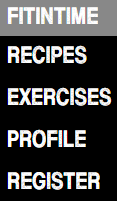 FITINTIME
RECIPES
EXERCISES
PROFILE
REGISTER